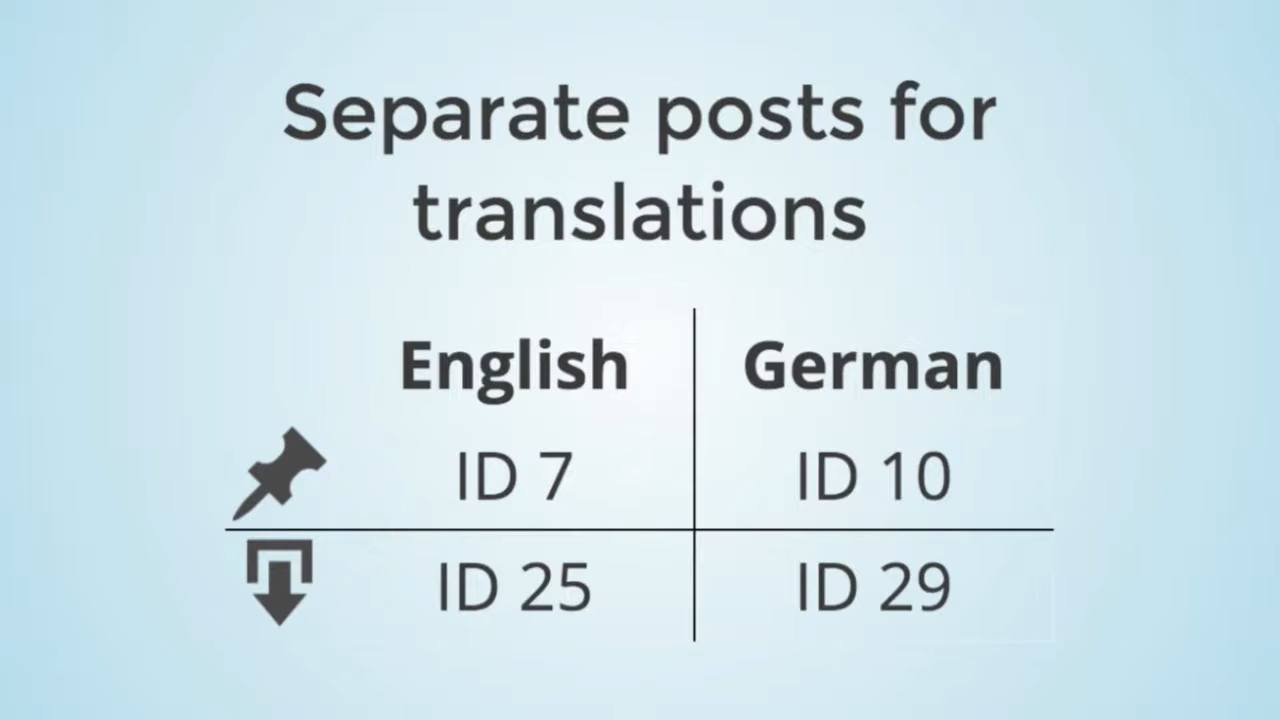 Separate posts for
translations
English German
ID 7 ID 10
ID 25 ID 29